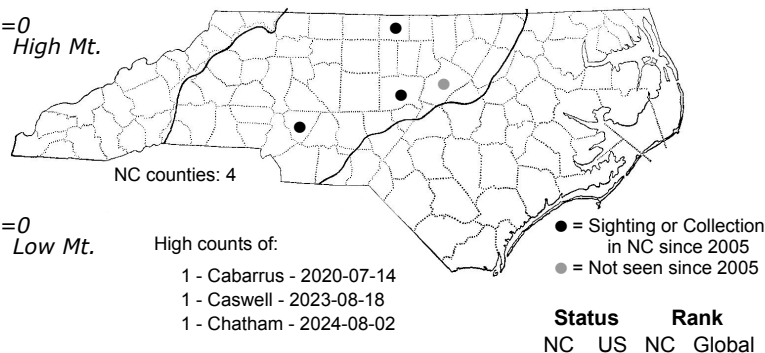 =0
High Mt.
NC counties: 4
=0
Low Mt.
High counts of:
1 - Cabarrus - 2020-07-14
1 - Caswell - 2023-08-18
1 - Chatham - 2024-08-02
● = Sighting or Collection
in NC since 2005
● = Not seen since 2005
Status Rank
NC US NC Global